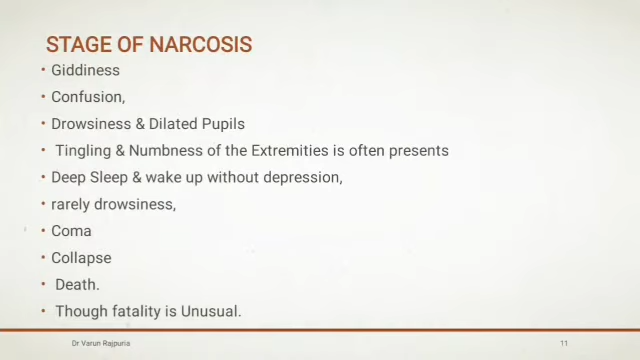 STAGE OF NARCOSIS
• Giddiness
• Confusion,
• Drowsiness & Dilated Pupils
• Tingling & Numbness of the Extremities is often presents
• Deep Sleep & wake up without depression,
• rarely drowsiness,
• Coma
• Collapse
• Death.
• Though fatality is Unusual.
Dr Varun Rajpuria 11